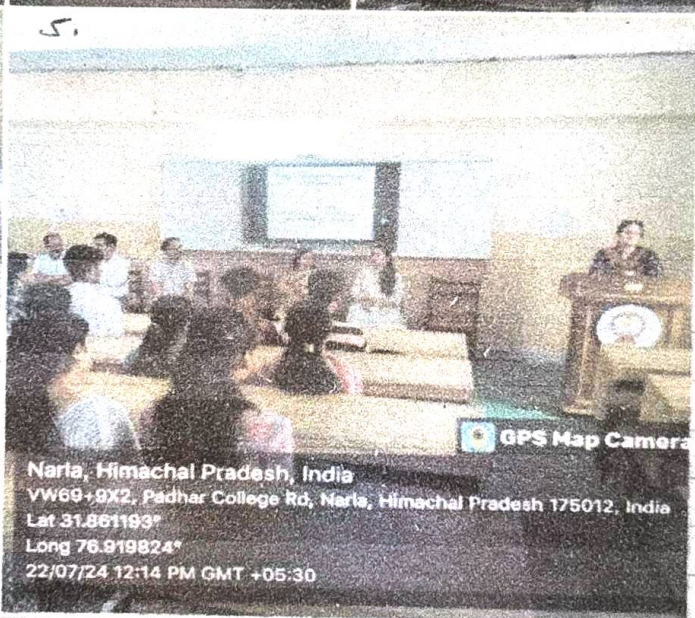 5.
GPS Map Camera
Narla, Himachal Pradesh, India
VW69+9X2, Padhar College Rd, Narla, Himachal Pradesh 175012, India
Lat 31.861193°
Long 76.919824°
22/07/24 12:14 PM GMT +05:30